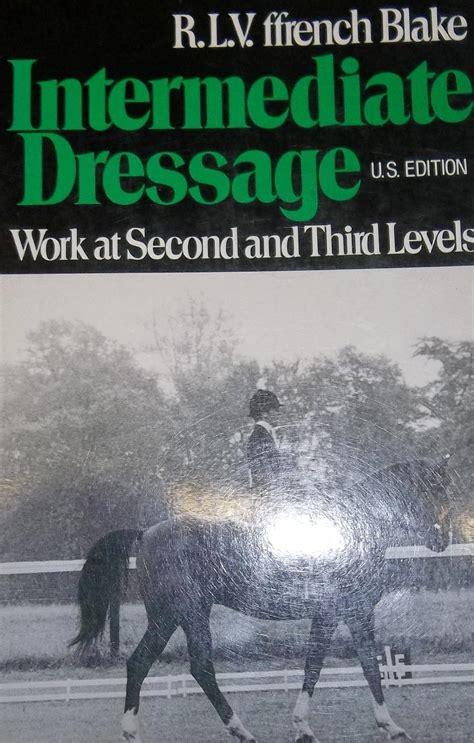 R.L.V. ffrench Blake
Intermediate
Dressage
U.S. EDITION
Work at Second and Third Levels